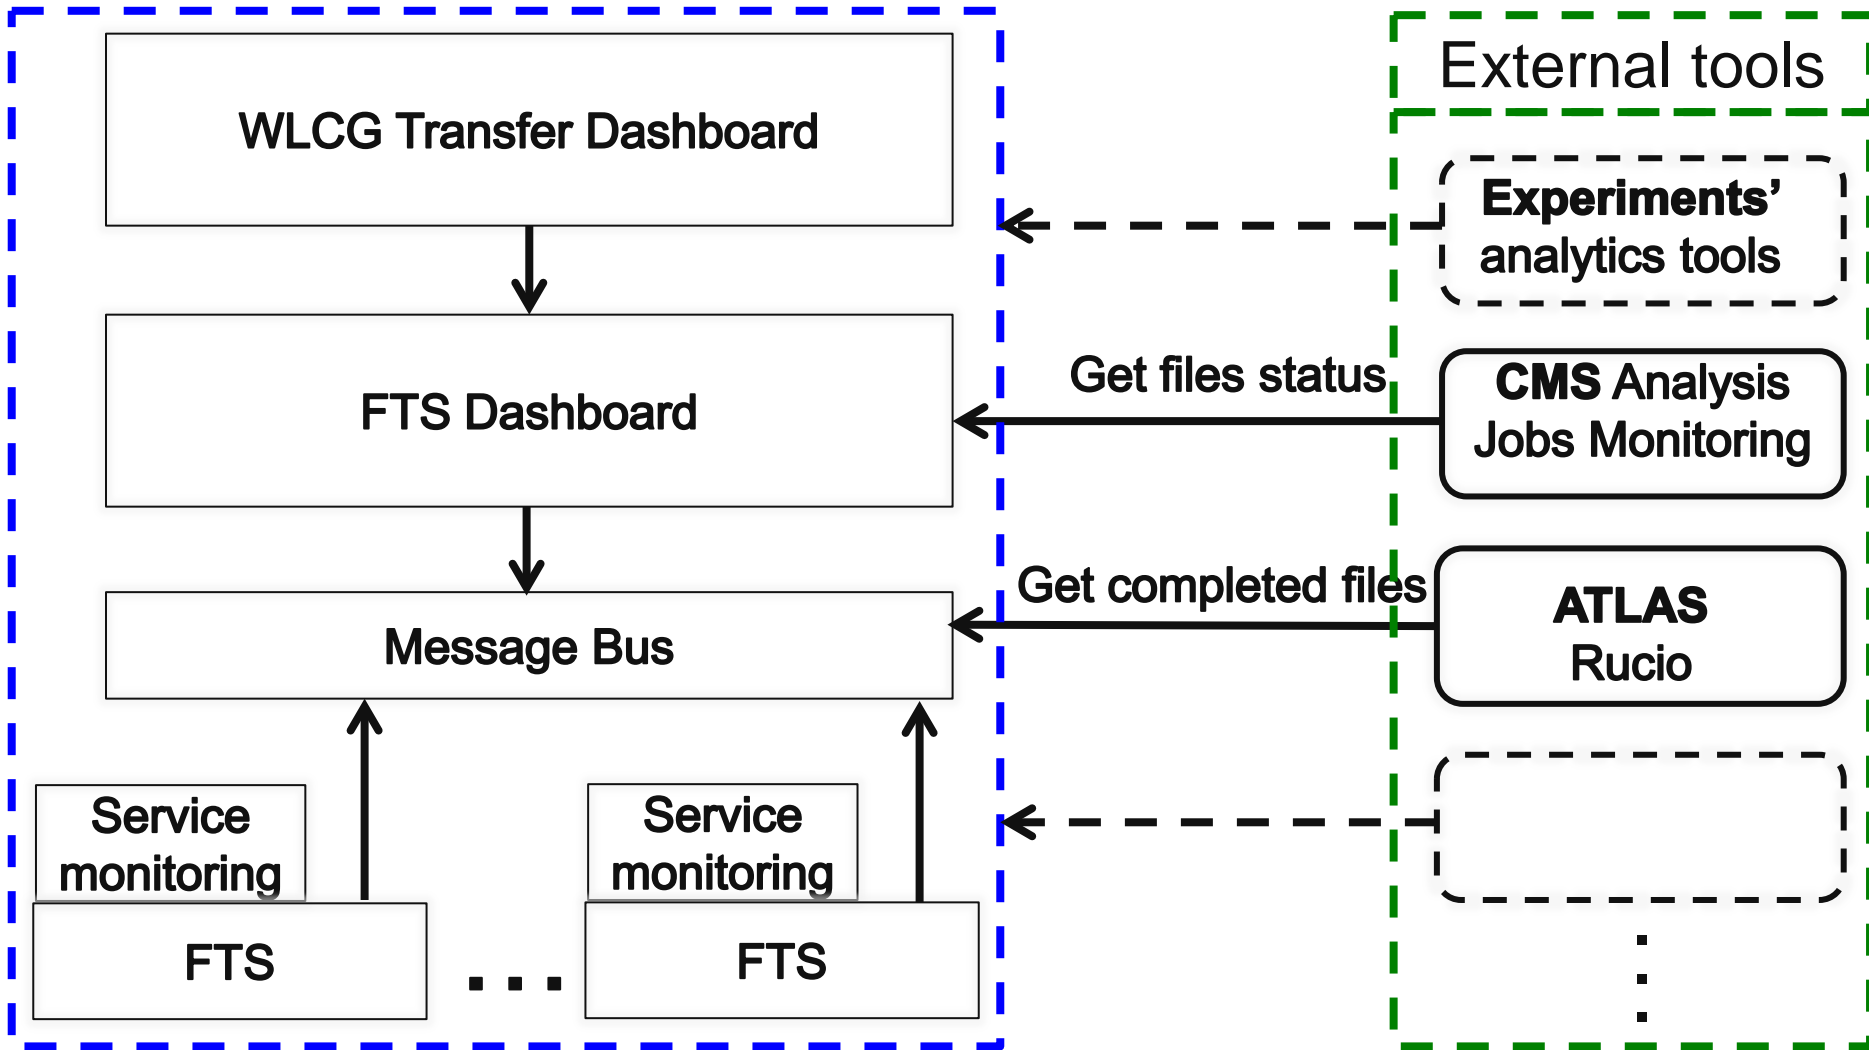 WLCG Transfer Dashboard
External tools
Experiments’
analytics tools
FTS Dashboard
Get files status
CMS Analysis
Jobs Monitoring
Message Bus
Get completed files
ATLAS
Rucio
Service
monitoring
FTS
...
Service
monitoring
FTS